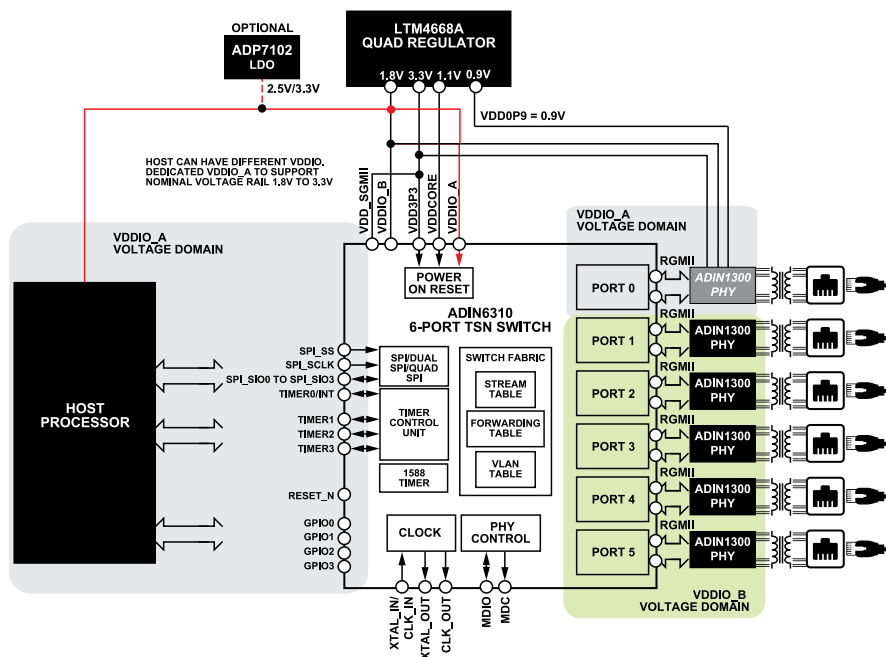 OPTIONAL
ADP7102
LDO
2.5V/3.3V
LTM4668A
QUAD REGULATOR
1.8V 3.3V 1.1V 0.9V
VDD0P9 = 0.9V
HOST CAN HAVE DIFFERENT VDDIO.
DEDICATED VDDIO_A TO SUPPORT
NOMINAL VOLTAGE RAIL 1.8V TO 3.3V
VDD_SGMII
VDDIO_B
VDD3P3
VDDCORE
VDDIO_A
VDDIO_A
VOLTAGE DOMAIN
VDDIO_A
VOLTAGE DOMAIN
POWER
ON RESET
ADIN6310
6-PORT TSN SWITCH
HOST
PROCESSOR
SPI_SS
SPI_SCLK
SPI_SIO0 TO SPI_SIO3
TIMER0/INT
TIMER1
TIMER2
TIMER3
RESET_N
GPIO0
GPIO1
GPIO2
GPIO3
SPI/DUAL
SPI/QUAD
SPI
TIMER
CONTROL
UNIT
1588
TIMER
SWITCH FABRIC
STREAM
TABLE
FORWARDING
TABLE
VLAN
TABLE
CLOCK
PHY
CONTROL
XTAL_IN/
CLK_IN
XTAL_OUT
CLK_OUT
MDIO
MDC
PORT 0
RGMII
ADIN1300
PHY
PORT 1
RGMII
ADIN1300
PHY
PORT 2
RGMII
ADIN1300
PHY
PORT 3
RGMII
ADIN1300
PHY
PORT 4
RGMII
ADIN1300
PHY
PORT 5
RGMII
ADIN1300
PHY
VDDIO_B
VOLTAGE DOMAIN